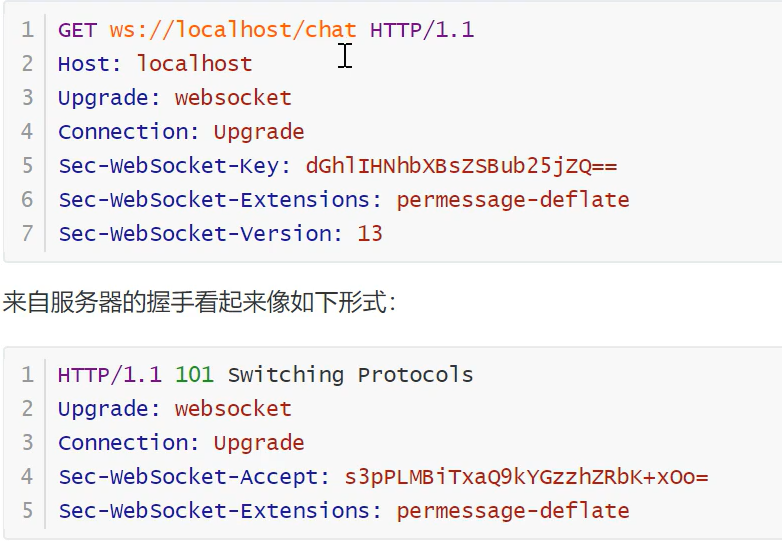 1 GET ws://localhost/chat HTTP/1.1
2 Host: localhost
3 Upgrade: websocket
4 Connection: Upgrade
5 Sec-WebSocket-Key: dGhlIHNhbXBsZSBub25jZQ==
6 Sec-WebSocket-Extensions: permessage-deflate
7 Sec-WebSocket-Version: 13
来自服务器的握手看起来像如下形式：
1 HTTP/1.1 101 Switching Protocols
2 Upgrade: websocket
3 Connection: Upgrade
4 Sec-WebSocket-Accept: s3pPLMBiTxaQ9kYGzzhZRbK+xOo=
5 Sec-WebSocket-Extensions: permessage-deflate